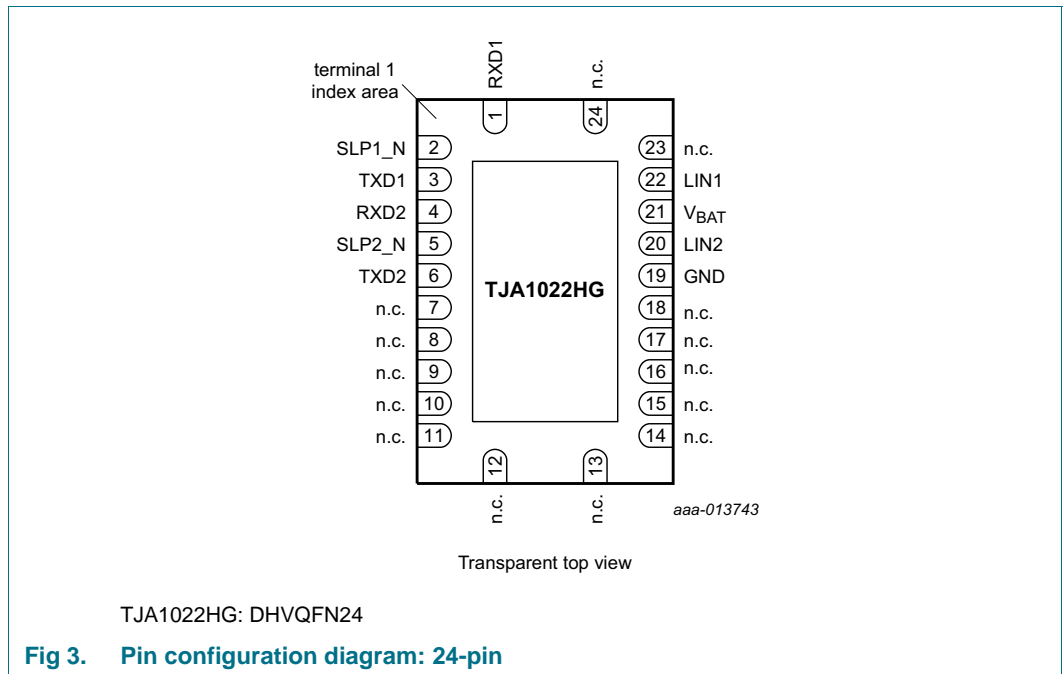 terminal 1
index area
RXD1
n.c.
1
24
SLP1_N 2
TXD1 3
RXD2 4
SLP2_N 5
TXD2 6
n.c. 7
n.c. 8
n.c. 9
n.c. 10
n.c. 11
TJA1022HG
23 n.c.
22 LIN1
21 VBAT
20 LIN2
19 GND
18 n.c.
17 n.c.
16 n.c.
15 n.c.
14 n.c.
12
13
n.c.
n.c.
aaa-013743
Transparent top view
TJA1022HG: DHVQFN24
Fig 3. Pin configuration diagram: 24-pin